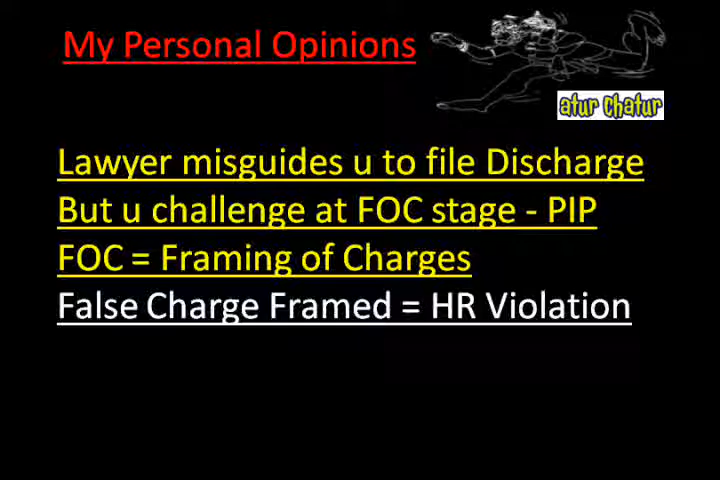 My Personal Opinions
atur chatur
Lawyer misguides u to file Discharge
But u challenge at FOC stage - PIP
FOC = Framing of Charges
False Charge Framed = HR Violation